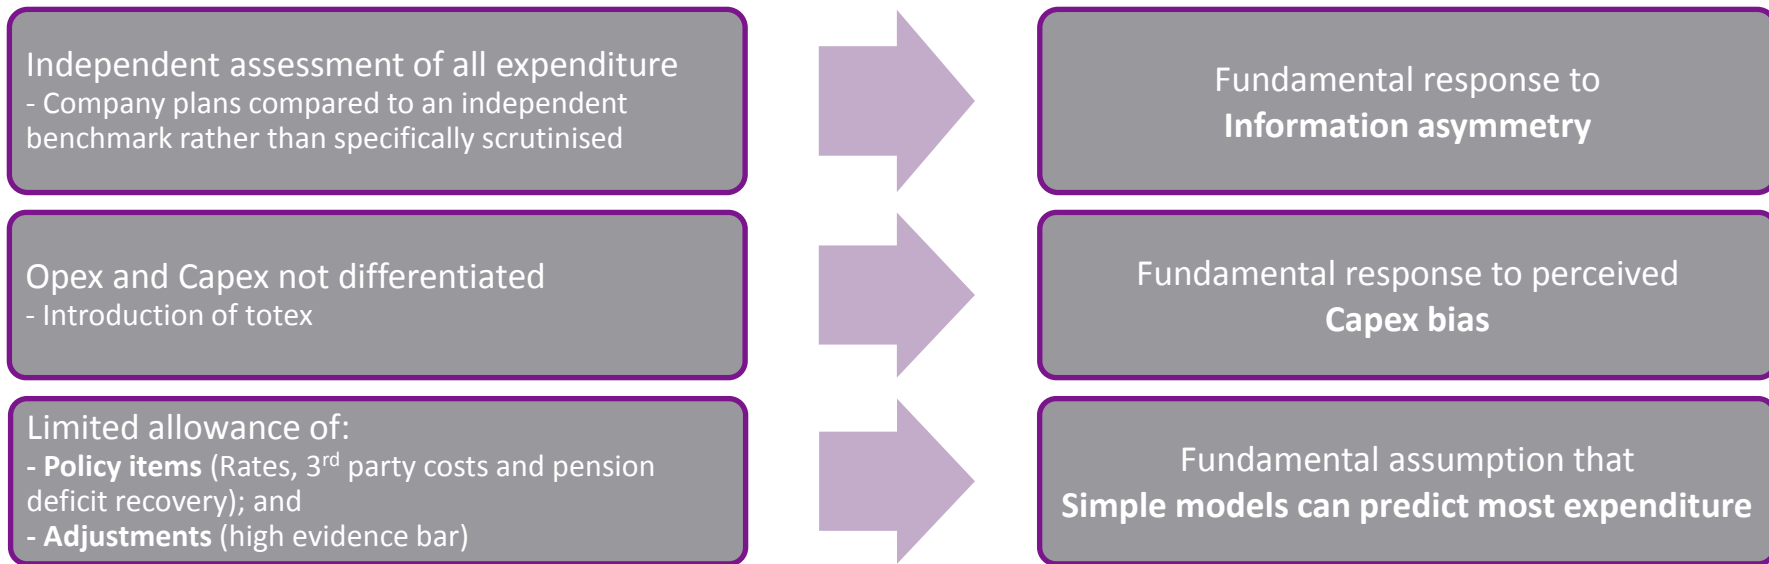 Independent assessment of all expenditure
- Company plans compared to an independent
benchmark rather than specifically scrutinised
Fundamental response to
Information asymmetry
Opex and Capex not differentiated
- Introduction of totex
Fundamental response to perceived
Capex bias
Limited allowance of:
- Policy items (Rates, 3rd party costs and pension
deficit recovery); and
- Adjustments (high evidence bar)
Fundamental assumption that
Simple models can predict most expenditure